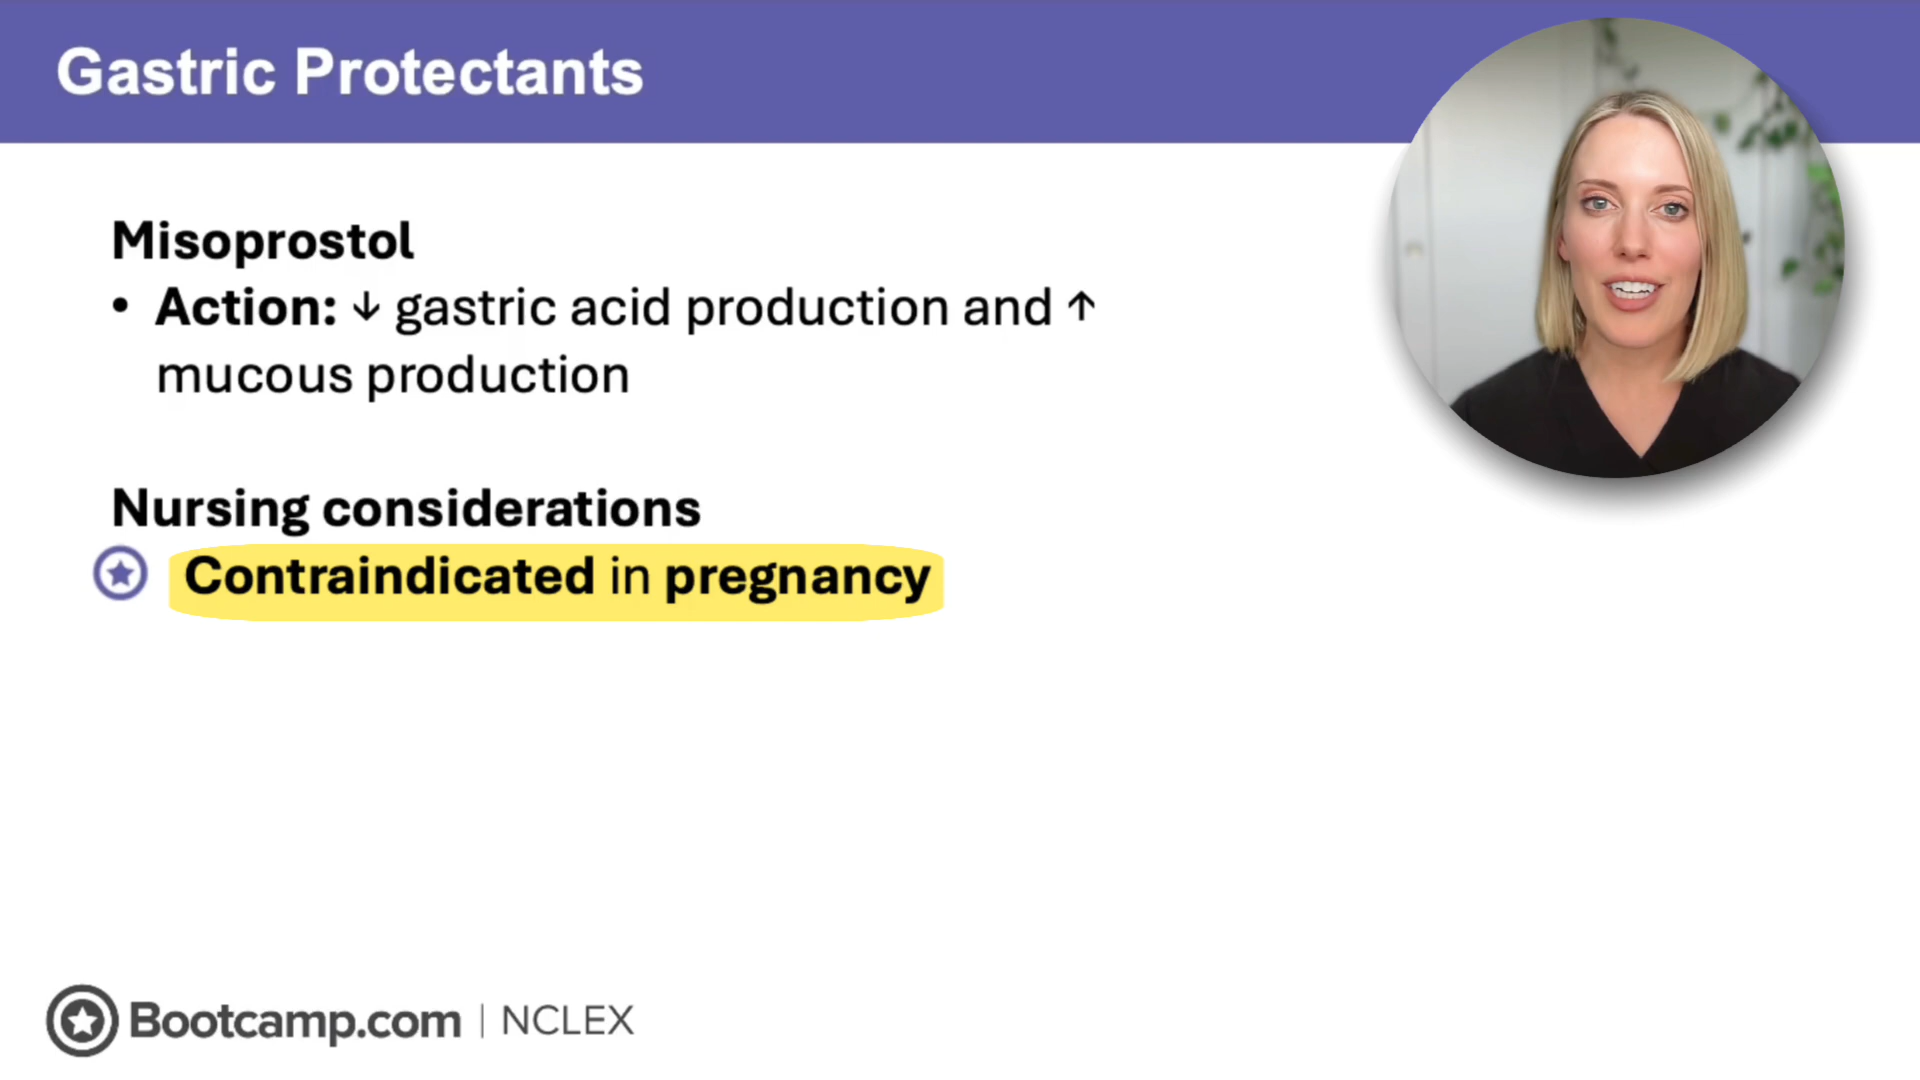 Gastric Protectants
Misoprostol
• Action: ↓ gastric acid production and ↑
mucous production
Nursing considerations
Contraindicated in pregnancy
Bootcamp.com | NCLEX